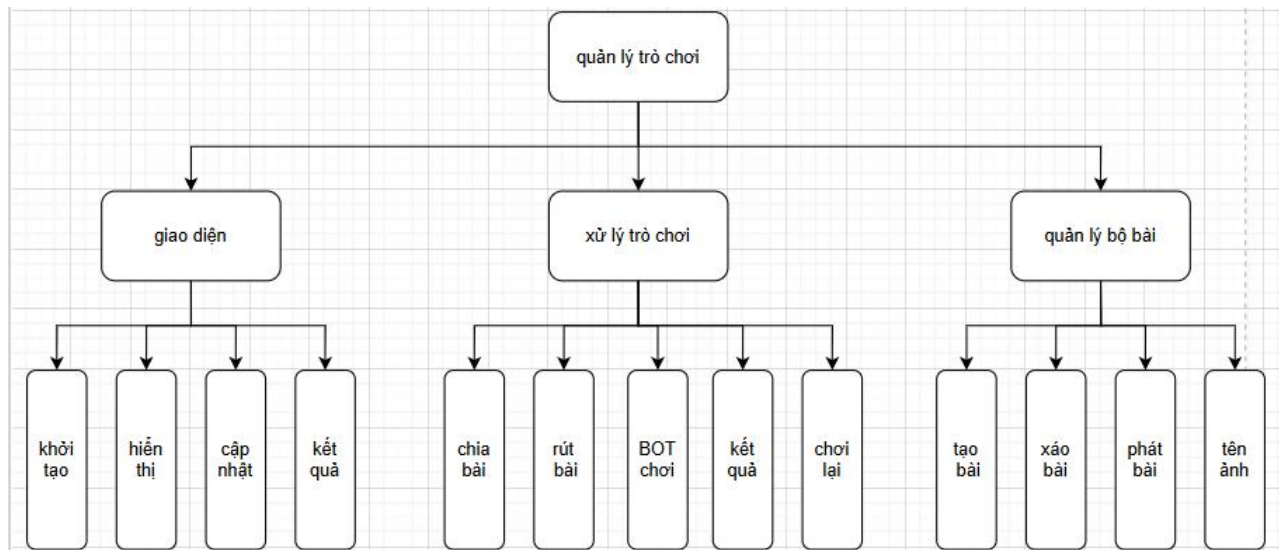 quản lý trò chơi
giao diện
xử lý trò chơi
quản lý bộ bài
khởi
tạo
hiển
thị
cập
nhật
kết
quả
chia
bài
rút
bài
BOT
chơi
kết
quả
chơi
lại
tạo
bài
xáo
bài
phát
bài
tên
ảnh